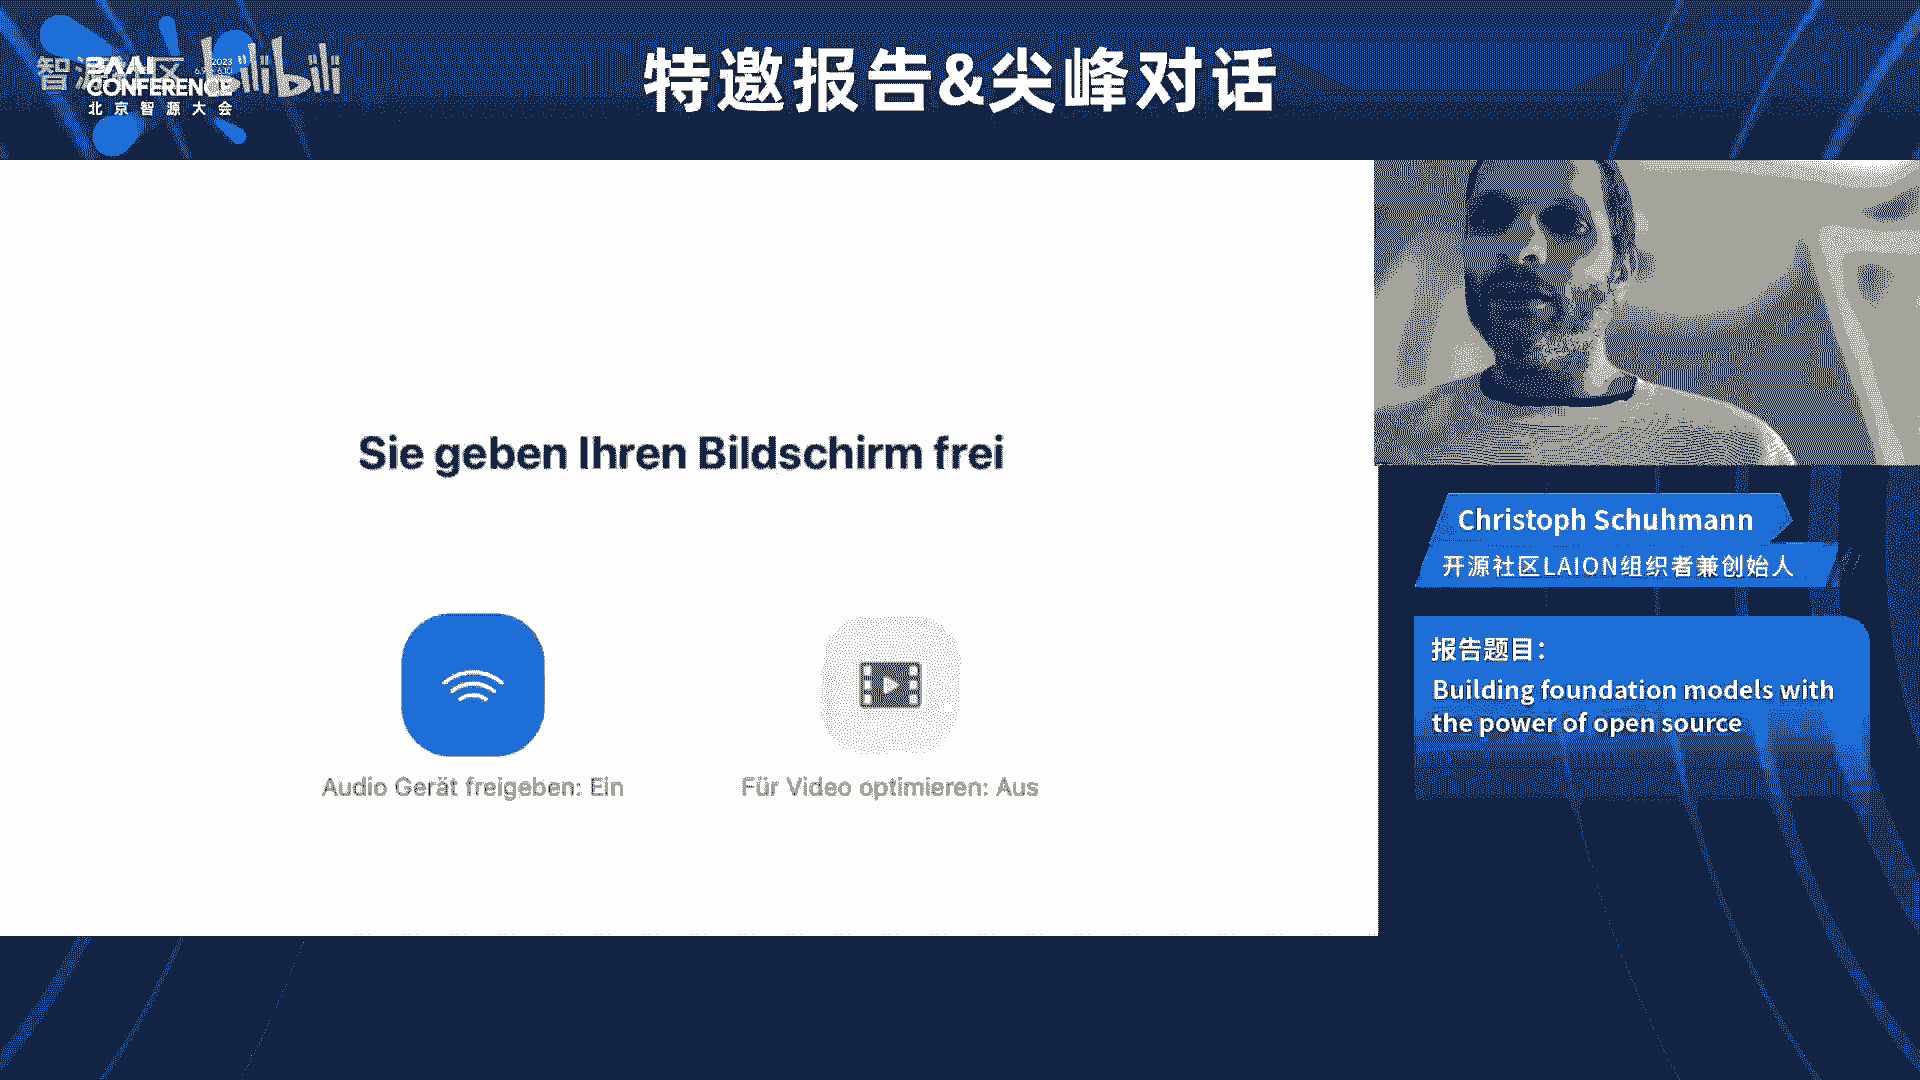 智源社区 bilibili
BAAI 2023
CONFERENCE
北京智源大会
特邀报告&尖峰对话
Sie geben Ihren Bildschirm frei
Audio Gerät freigeben: Ein
Für Video optimieren: Aus
Christoph Schuhmann
开源社区LAION组织者兼创始人
报告题目：
Building foundation models with
the power of open source